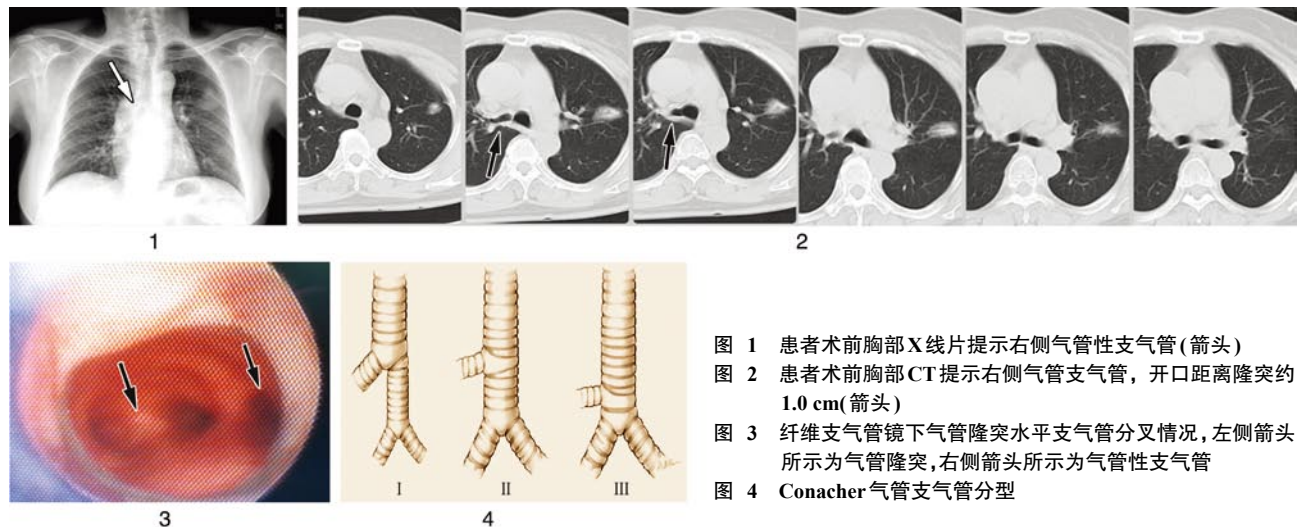 1
2
3
I
II
III
4
图 1 患者术前胸部X线片提示右侧气管性支气管(箭头)
图 2 患者术前胸部CT提示右侧气管支气管，开口距离隆突约
1.0 cm(箭头)
图 3 纤维支气管镜下气管隆突水平支气管分叉情况,左侧箭头
所示为气管隆突,右侧箭头所示为气管性支气管
图 4 Conacher气管支气管分型